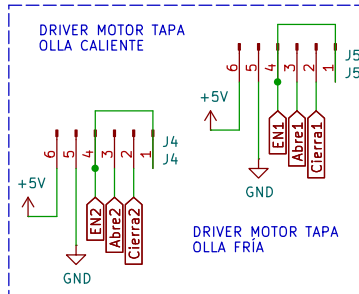 DRIVER MOTOR TAPA
OLLA CALIENTE
6
5
4
3
2
1
J5
J5
+5V
EN1
Abre1
Cierra1
GND
6
5
4
3
2
1
J4
J4
+5V
EN2
Abre2
Cierra2
GND
DRIVER MOTOR TAPA
OLLA FRÍA